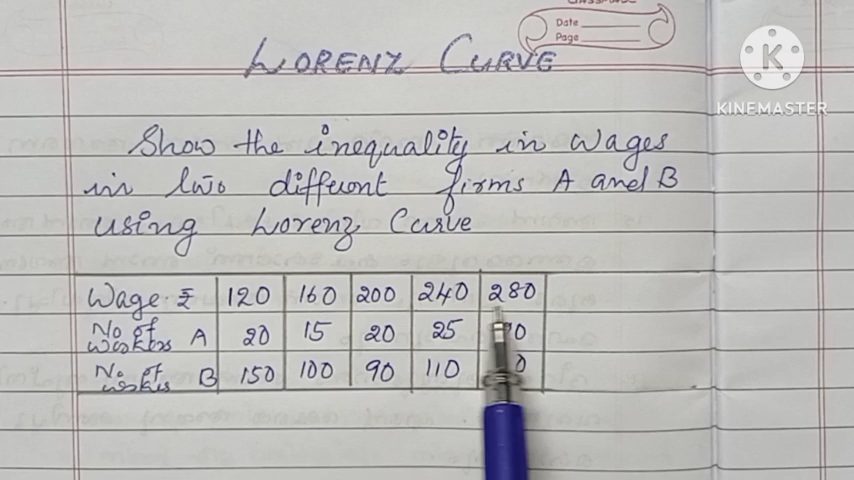 Date
Page
LORENZ CURVE
KINEMASTER
Show the inequality in wages
in two different firms A and B
using Lorenz Curve
Wage ₹ 120 160 200 240 280
No of workers A 20 15 20 25
No. of workers B 150 100 90 110